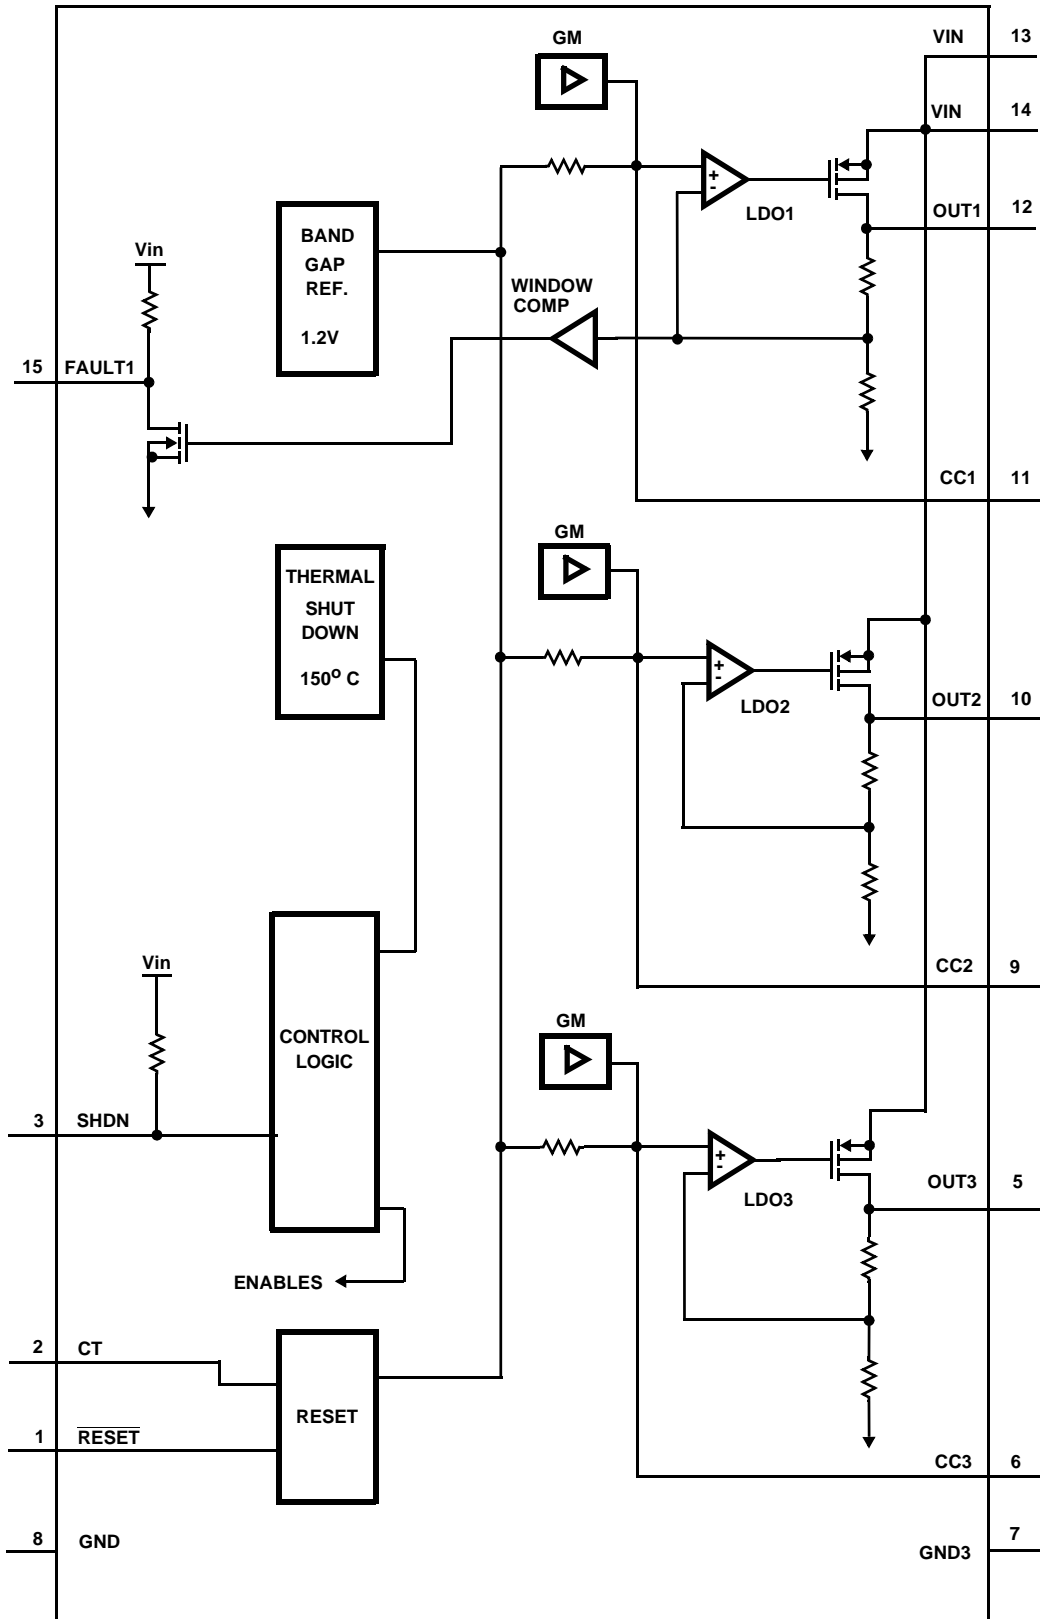 GM
VIN 13
VIN 14
+
-
LDO1
OUT1 12
BAND
GAP
REF.
1.2V
Vin
WINDOW
COMP
15 FAULT1
CC1 11
GM
THERMAL
SHUT
DOWN
150o C
+
-
LDO2
OUT2 10
Vin
CC2 9
GM
CONTROL
LOGIC
3 SHDN
+
-
LDO3
OUT3 5
ENABLES
2 CT
RESET
1 RESET
CC3 6
8 GND
GND3 7